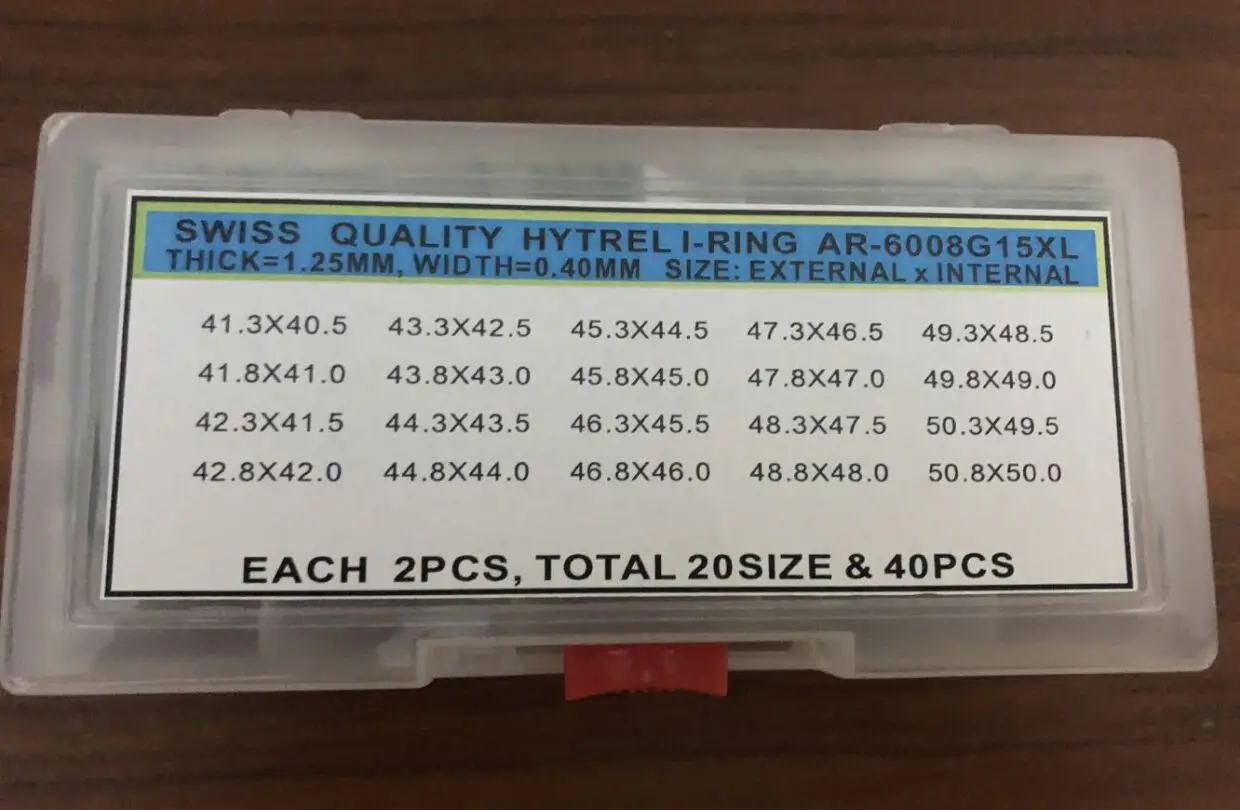 SWISS QUALITY HYTREL I-RING AR-6008G15XL
THICK=1.25MM, WIDTH=0.40MM SIZE: EXTERNAL x INTERNAL
41.3X40.5 43.3X42.5 45.3X44.5 47.3X46.5 49.3X48.5
41.8X41.0 43.8X43.0 45.8X45.0 47.8X47.0 49.8X49.0
42.3X41.5 44.3X43.5 46.3X45.5 48.3X47.5 50.3X49.5
42.8X42.0 44.8X44.0 46.8X46.0 48.8X48.0 50.8X50.0
EACH 2PCS, TOTAL 20SIZE & 40PCS